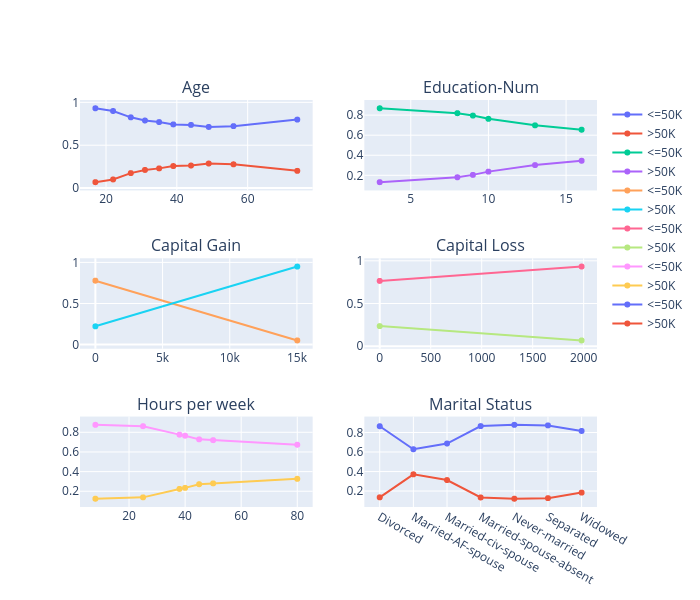 Age
1
0.5
0
20
40
60
Education-Num
0.8
0.6
0.4
0.2
5
10
15
<=50K
>50K
<=50K
>50K
<=50K
>50K
<=50K
>50K
<=50K
>50K
<=50K
>50K
Capital Gain
1
0.5
0
0
5k
10k
15k
Capital Loss
1
0.5
0
0
500
1000
1500
2000
Hours per week
0.8
0.6
0.4
0.2
20
40
60
80
Marital Status
0.8
0.6
0.4
0.2
Divorced
Married-AF-spouse
Married-civ-spouse
Married-spouse-absent
Never-married
Separated
Widowed